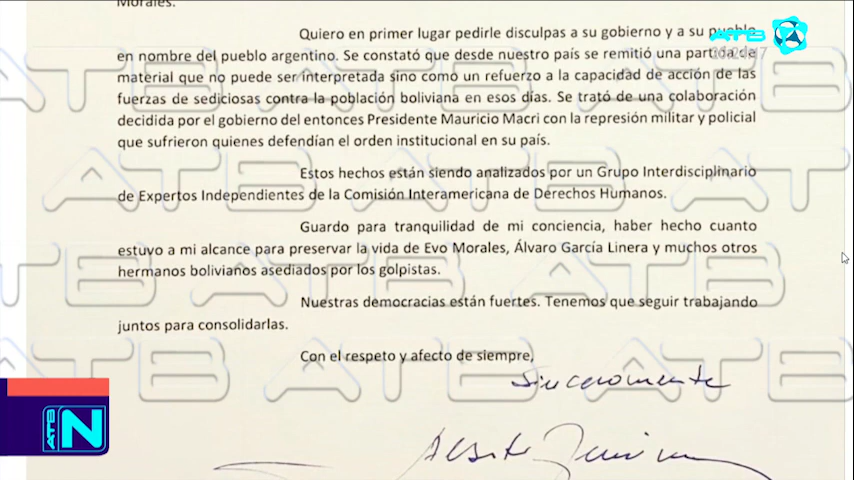 Morales.
Quiero en primer lugar pedirle disculpas a su gobierno y a su pueblo
en nombre del pueblo argentino. Se constató que desde nuestro país se remitió una partida de
material que no puede ser interpretada sino como un refuerzo a la capacidad de acción de las
fuerzas de sediciosas contra la población boliviana en esos días. Se trató de una colaboración
decidida por el gobierno del entonces Presidente Mauricio Macri con la represión militar y policial
que sufrieron quienes defendían el orden institucional en su país.
Estos hechos están siendo analizados por un Grupo Interdisciplinario
de Expertos Independientes de la Comisión Interamericana de Derechos Humanos.
Guardo para tranquilidad de mi conciencia, haber hecho cuanto
estuvo a mi alcance para preservar la vida de Evo Morales, Álvaro García Linera y muchos otros
hermanos bolivianos asediados por los golpistas.
Nuestras democracias están fuertes. Tenemos que seguir trabajando
juntos para consolidarlas.
Con el respeto y afecto de siempre,
Sinceramente
ATB
ATB N